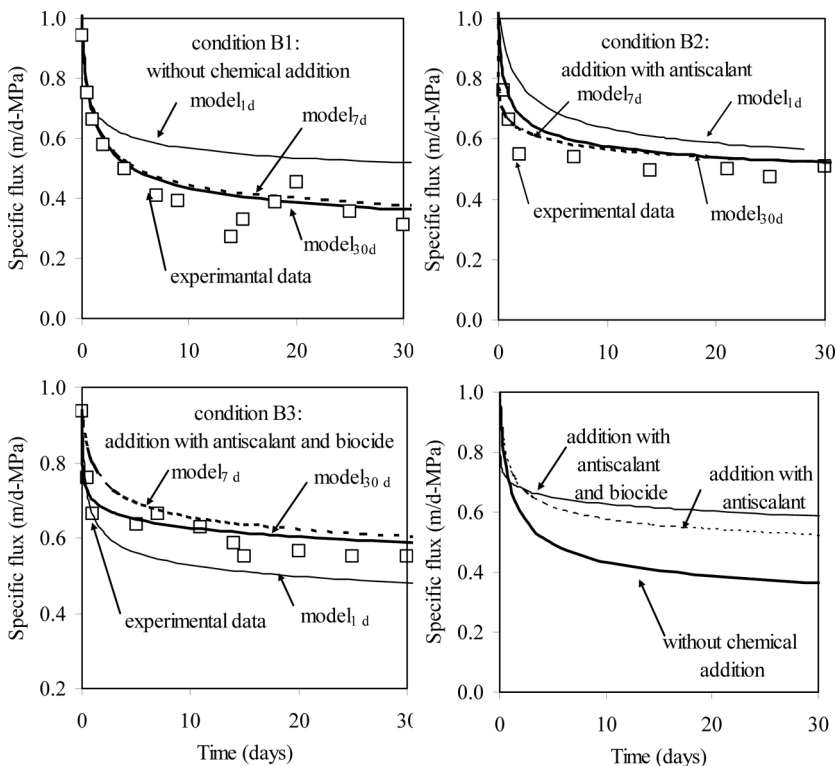 1.0
0.8
0.6
0.4
0.2
0.0
Specific flux (m/d-MPa)
condition B1:
without chemical addition
model1d
model7d
model30d
experimantal data
0
10
20
30
Time (days)
1.0
0.8
0.6
0.4
0.2
0.0
Specific flux (m/d-MPa)
condition B2:
addition with antiscalant
model7d
model1d
experimental data
model30d
0
10
20
30
Time (days)
1.0
0.8
0.6
0.4
0.2
Specific flux (m/d-MPa)
condition B3:
addition with antiscalant and biocide
model7 d
model30 d
experimental data
model1 d
0
10
20
30
Time (days)
1.0
0.8
0.6
0.4
0.2
0.0
Specific flux (m/d-MPa)
addition with
antiscalant
and biocide
addition with
antiscalant
without chemical
addition
0
10
20
30
Time (days)